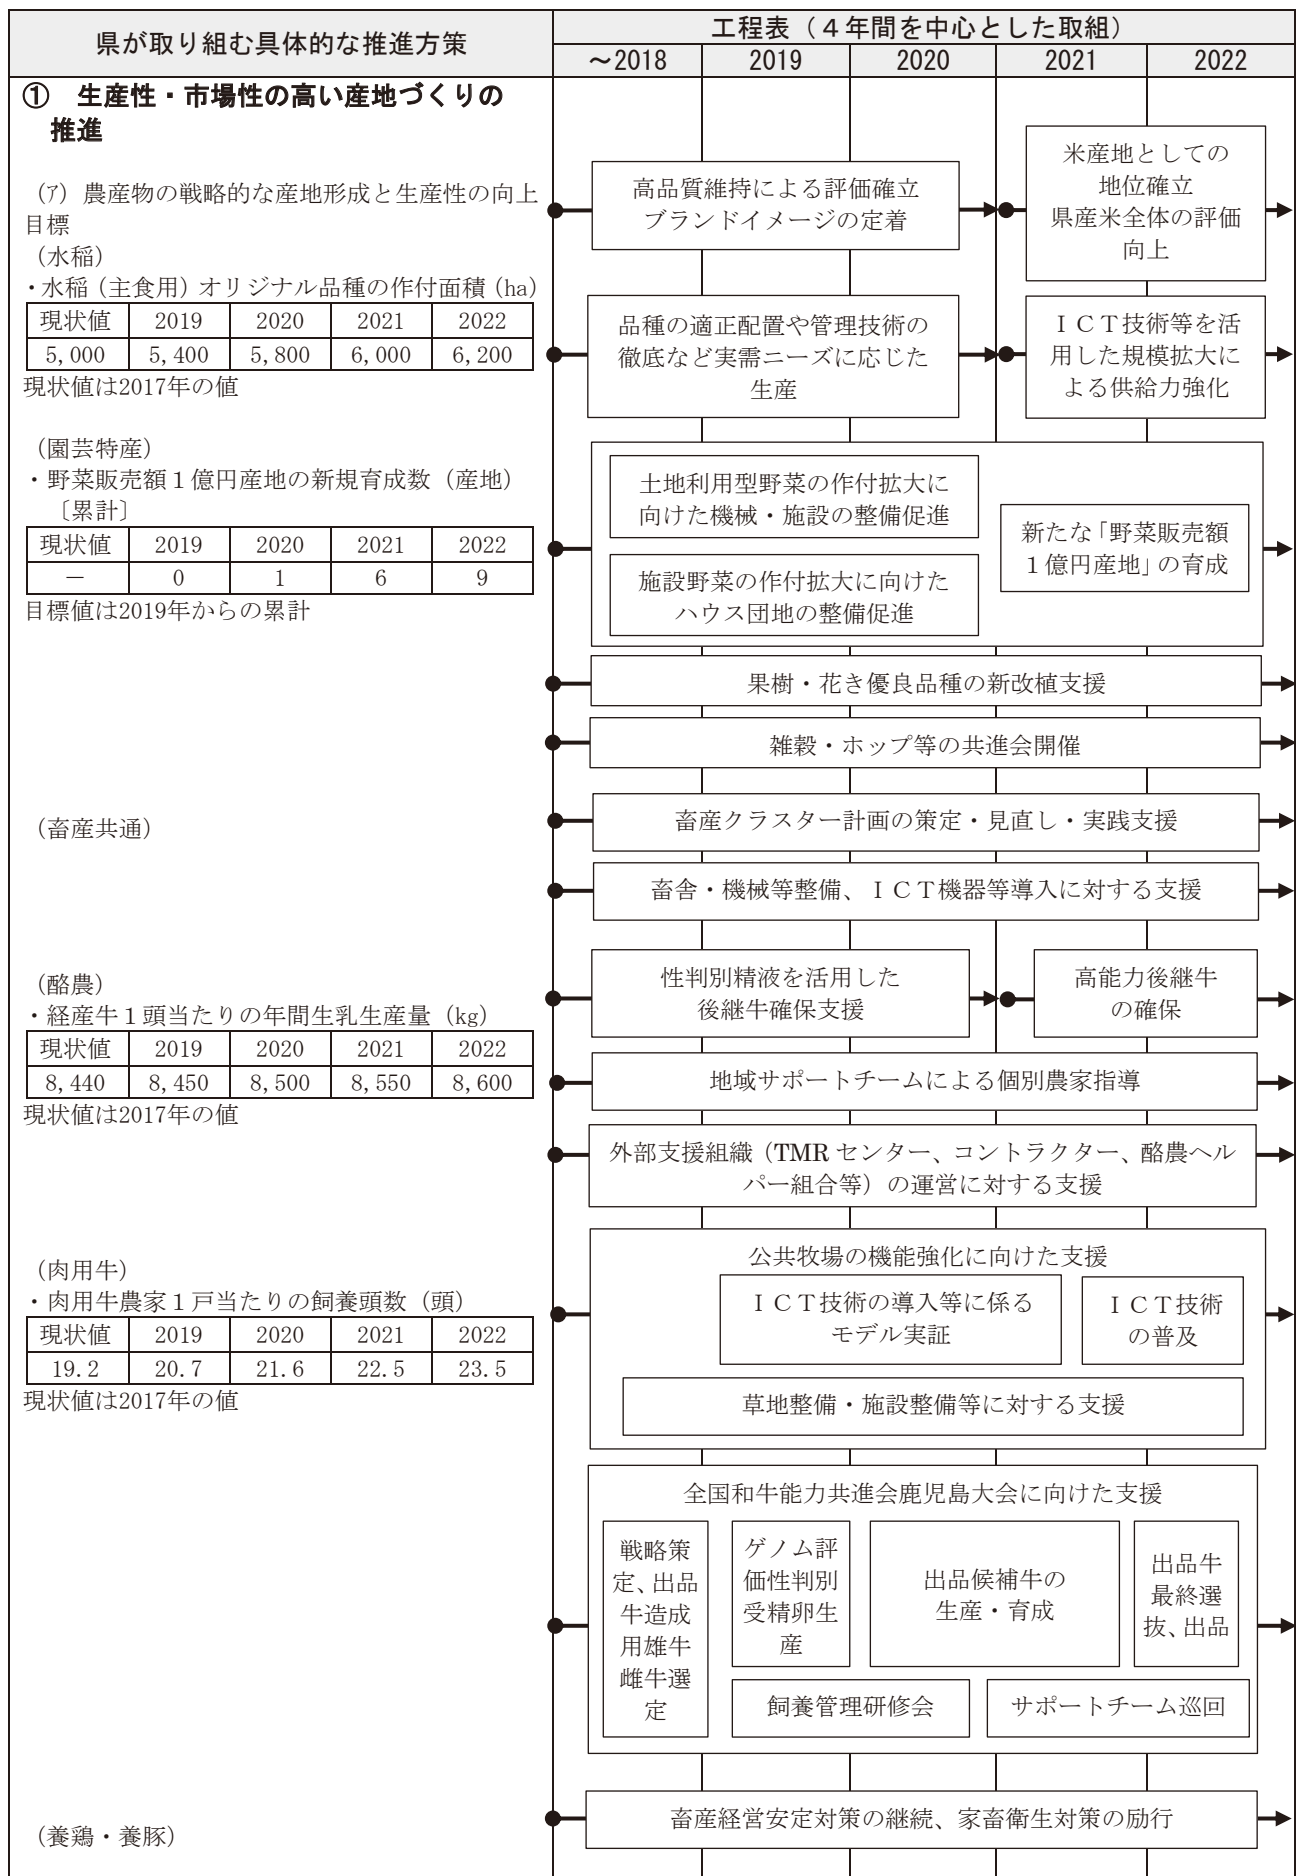 県が取り組む具体的な推進方策
工程表（４年間を中心とした取組）
～2018 2019 2020 2021 2022
① 生産性・市場性の高い産地づくりの
推進
(ｱ) 農産物の戦略的な産地形成と生産性の向上
目標
（水稲）
・水稲（主食用）オリジナル品種の作付面積（ha）
現状値 2019 2020 2021 2022
5,000 5,400 5,800 6,000 6,200
現状値は2017年の値
高品質維持による評価確立
ブランドイメージの定着
米産地としての
地位確立
県産米全体の評価
向上
品種の適正配置や管理技術の
徹底など実需ニーズに応じた
生産
ＩＣＴ技術等を活
用した規模拡大に
よる供給力強化
（園芸特産）
・野菜販売額１億円産地の新規育成数（産地）
〔累計〕
現状値 2019 2020 2021 2022
－ 0 1 6 9
目標値は2019年からの累計
土地利用型野菜の作付拡大に
向けた機械・施設の整備促進
施設野菜の作付拡大に向けた
ハウス団地の整備促進
新たな「野菜販売額
１億円産地」の育成
果樹・花き優良品種の新改植支援
雑穀・ホップ等の共進会開催
（畜産共通）
畜産クラスター計画の策定・見直し・実践支援
畜舎・機械等整備、ＩＣＴ機器等導入に対する支援
（酪農）
・経産牛１頭当たりの年間生乳生産量（kg）
現状値 2019 2020 2021 2022
8,440 8,450 8,500 8,550 8,600
現状値は2017年の値
性判別精液を活用した
後継牛確保支援
高能力後継牛
の確保
地域サポートチームによる個別農家指導
外部支援組織（TMR センター、コントラクター、酪農ヘル
パー組合等）の運営に対する支援
（肉用牛）
・肉用牛農家１戸当たりの飼養頭数（頭）
現状値 2019 2020 2021 2022
19.2 20.7 21.6 22.5 23.5
現状値は2017年の値
公共牧場の機能強化に向けた支援
ＩＣＴ技術の導入等に係る
モデル実証
ＩＣＴ技術
の普及
草地整備・施設整備等に対する支援
全国和牛能力共進会鹿児島大会に向けた支援
戦略策
定、出品
牛造成
用雄牛
雌牛選
定
ゲノム評
価性判別
受精卵生
産
出品候補牛の
生産・育成
出品牛
最終選
抜、出品
飼養管理研修会
サポートチーム巡回
（養鶏・養豚）
畜産経営安定対策の継続、家畜衛生対策の励行